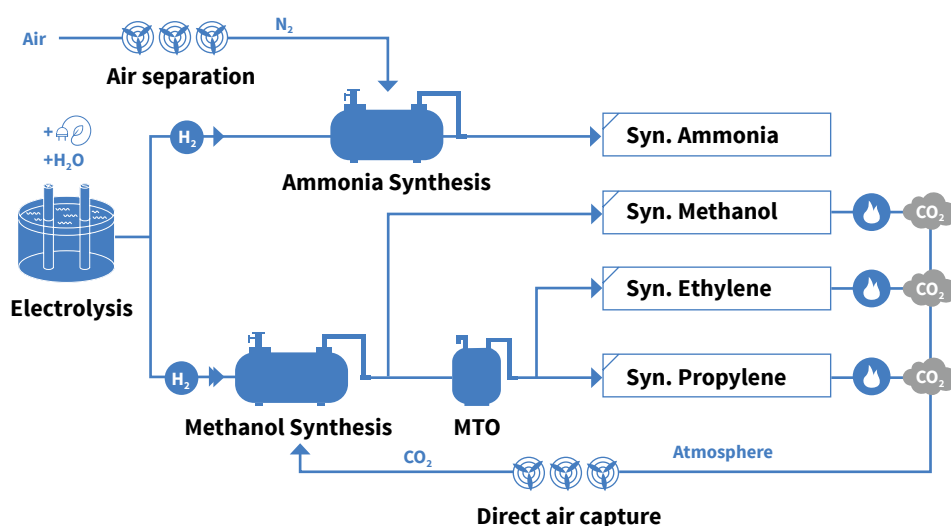 Air
N₂
Air separation
+
+H₂O
H₂
Syn. Ammonia
Ammonia Synthesis
Syn. Methanol
CO₂
Electrolysis
Syn. Ethylene
CO₂
H₂
Syn. Propylene
CO₂
Methanol Synthesis
MTO
CO₂
Atmosphere
Direct air capture